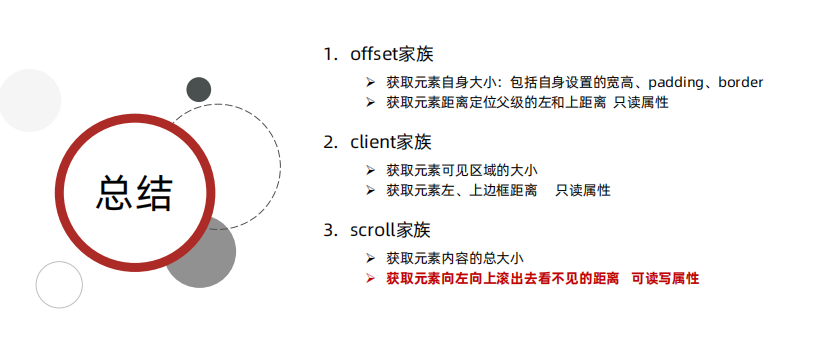 总结
1. offset家族
➢ 获取元素自身大小：包括自身设置的宽高、padding、border
➢ 获取元素距离定位父级的左和上距离 只读属性
2. client家族
➢ 获取元素可见区域的大小
➢ 获取元素左、上边框距离 只读属性
3. scroll家族
➢ 获取元素内容的总大小
➢ 获取元素向左向上滚出去看不见的距离 可读写属性